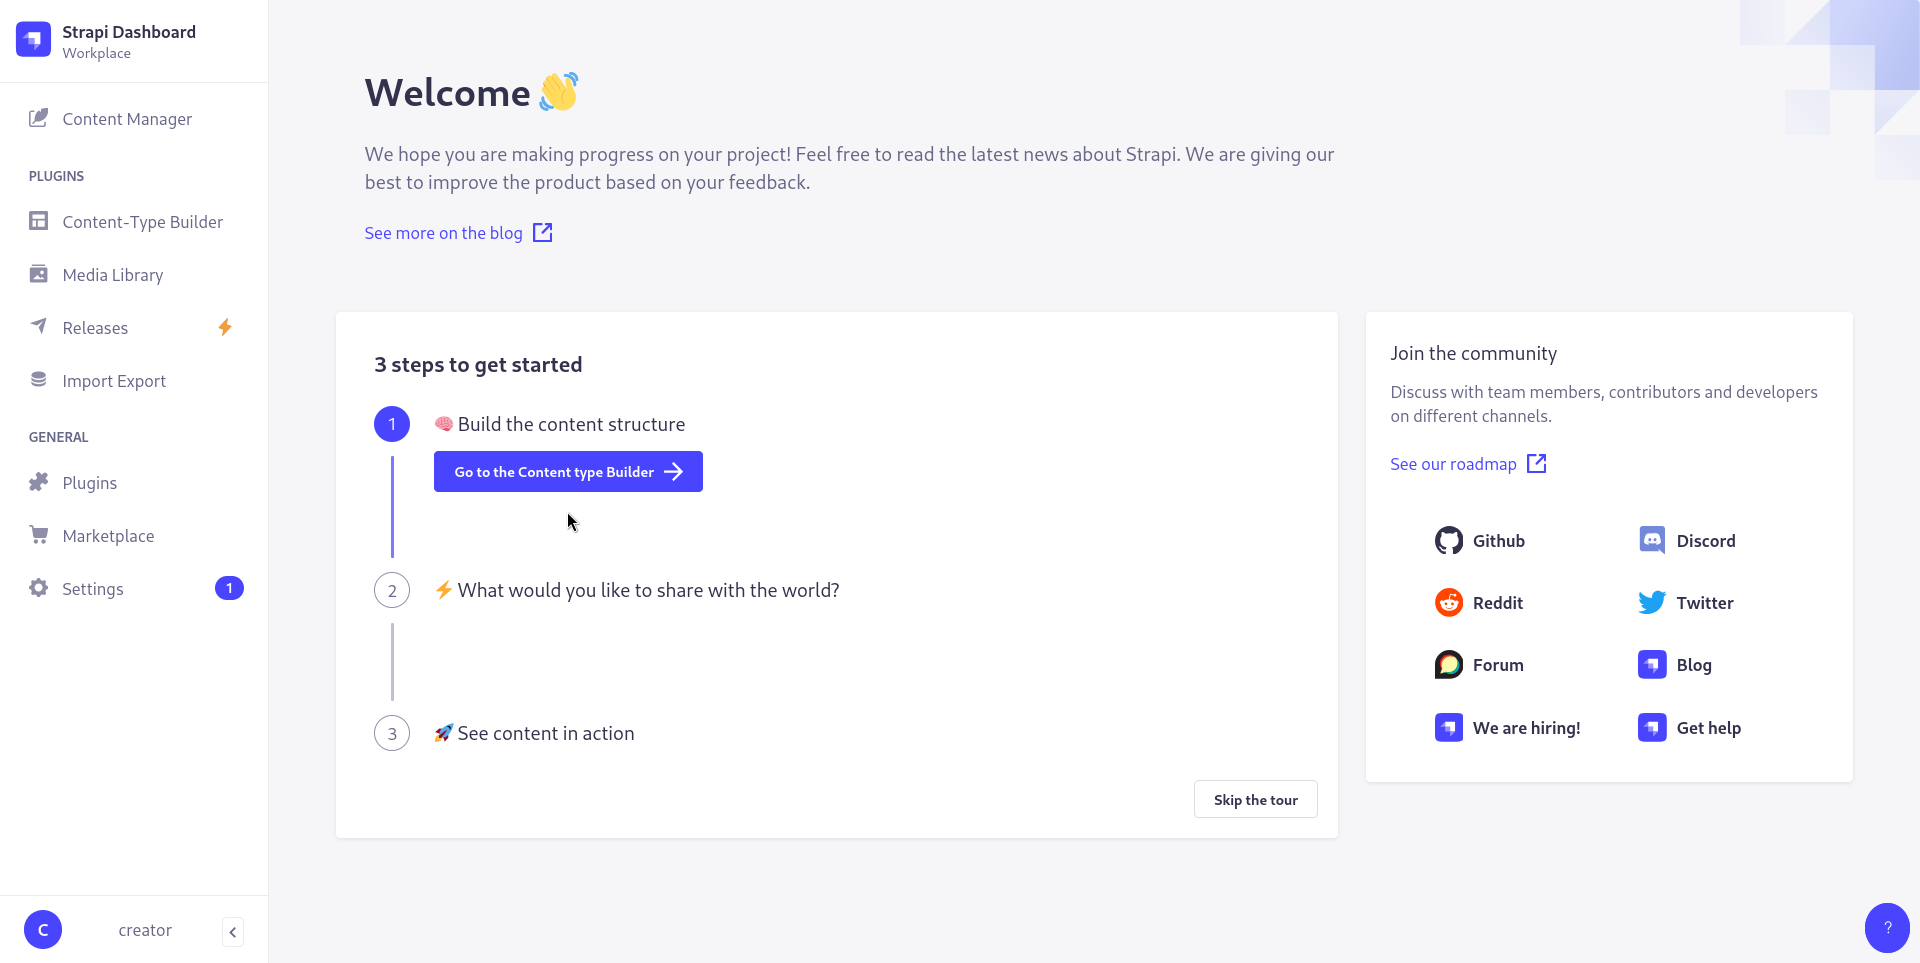 Strapi Dashboard
Workplace
Content Manager
PLUGINS
Content-Type Builder
Media Library
Releases
Import Export
GENERAL
Plugins
Marketplace
Settings
1
C
creator
Welcome
We hope you are making progress on your project! Feel free to read the latest news about Strapi. We are giving our
best to improve the product based on your feedback.
See more on the blog
3 steps to get started
1
Build the content structure
Go to the Content type Builder
2
What would you like to share with the world?
3
See content in action
Skip the tour
Join the community
Discuss with team members, contributors and developers
on different channels.
See our roadmap
Github
Discord
Reddit
Twitter
Forum
Blog
We are hiring!
Get help
?